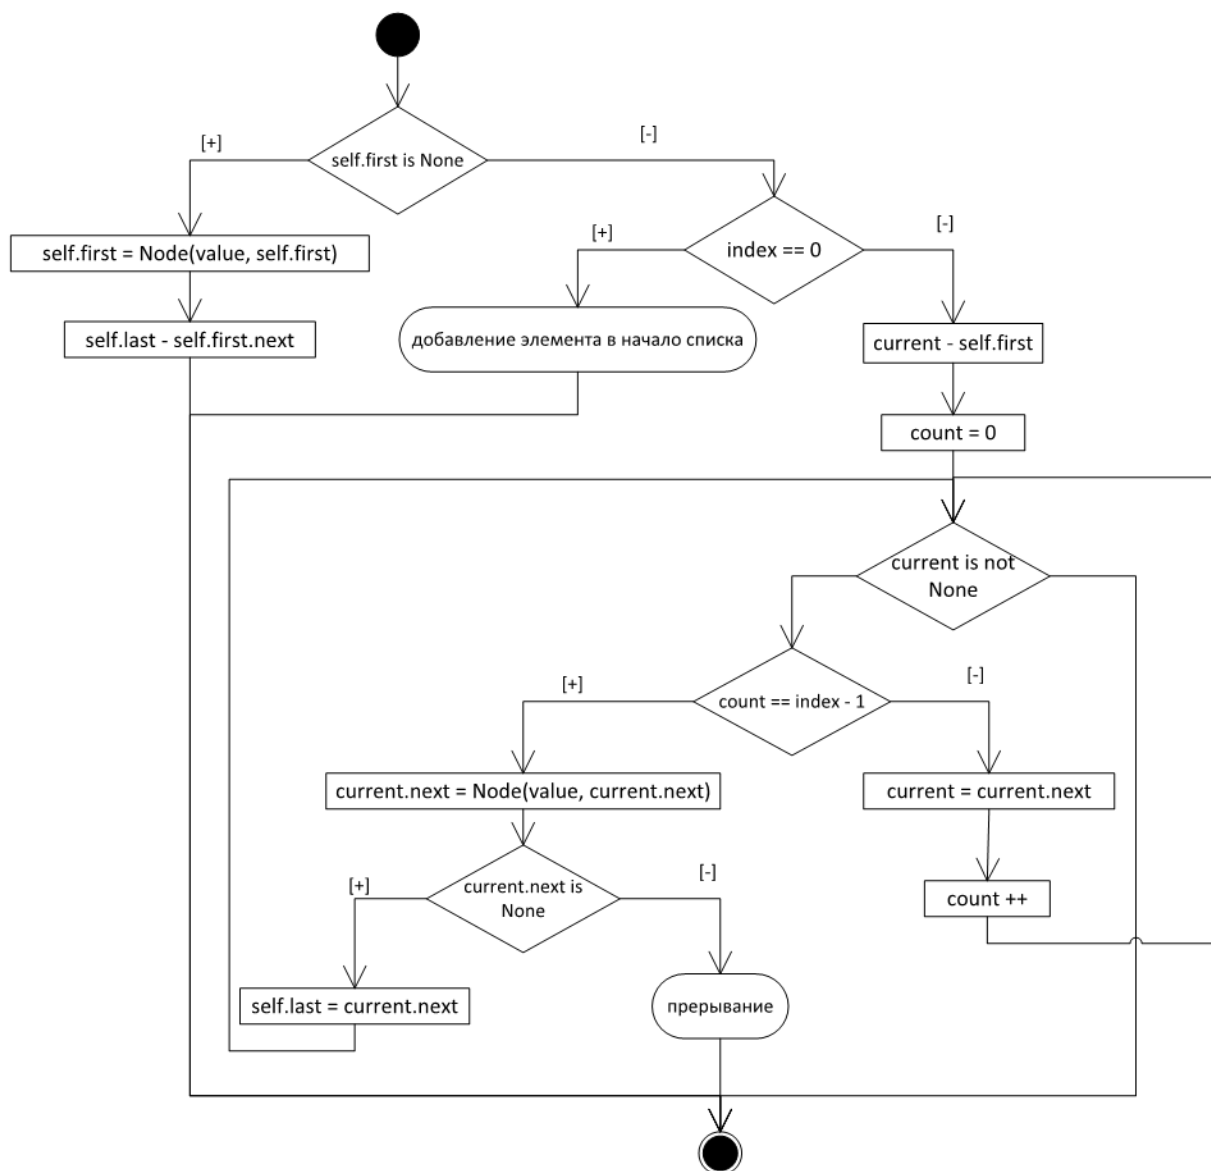 [+]
[-]
self.first is None
[+]
[-]
self.first = Node(value, self.first)
index == 0
self.last - self.first.next
добавление элемента в начало списка
current - self.first
count = 0
current is not
None
[+]
[-]
count == index - 1
current.next = Node(value, current.next)
current = current.next
[+]
[-]
current.next is
None
count ++
self.last = current.next
прерывание